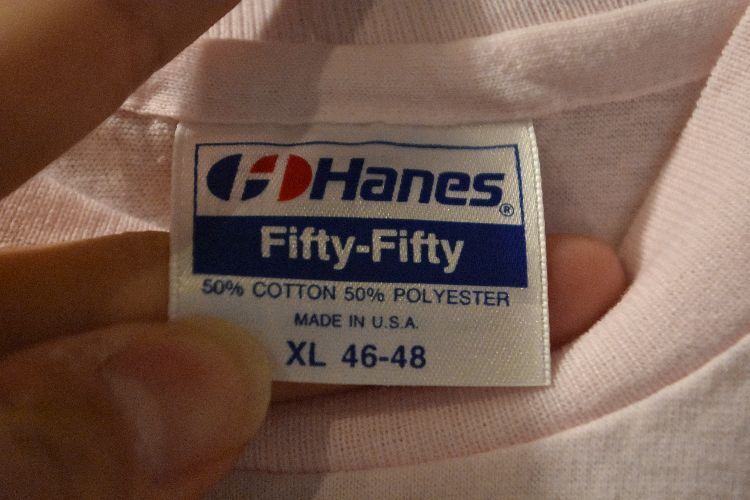 Hanes®
Fifty-Fifty
50% COTTON 50% POLYESTER
MADE IN U.S.A.
XL 46-48